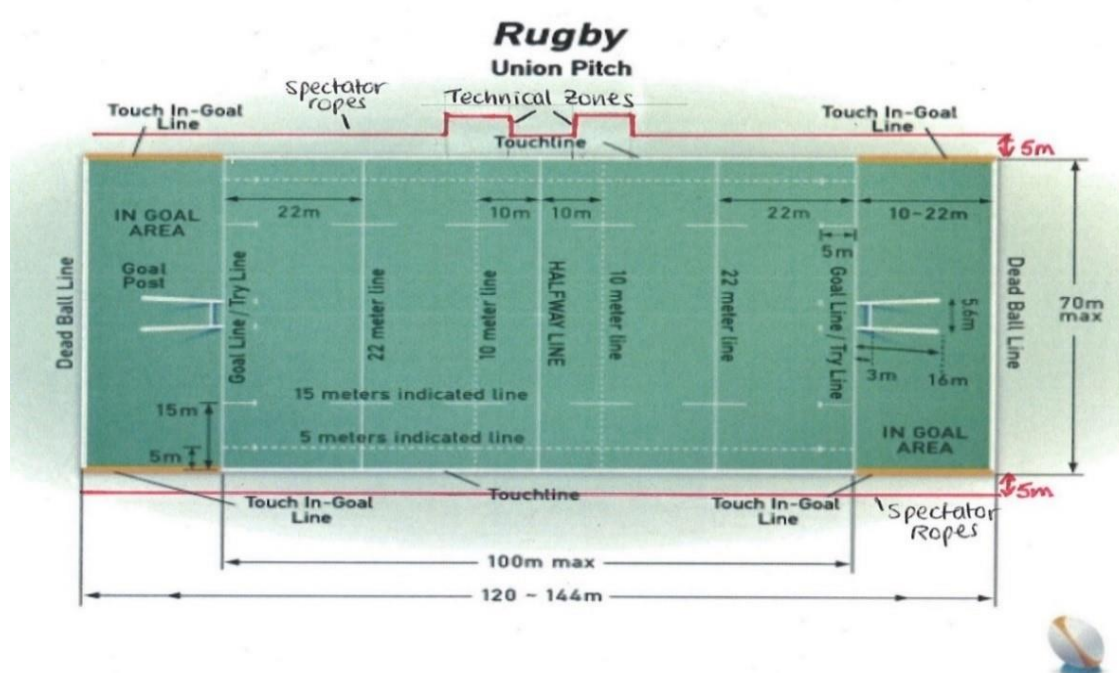 Rugby
Union Pitch
Spectator
ropes
Technical Zones
Touch In-Goal
Line
Touchline
Touch In-Goal
Line
5m
IN GOAL
AREA
22m
10m
10m
22m
10-22m
5m
Goal
Post
Dead Ball Line
Goal Line / Try Line
22 meter line
10 meter line
HALFWAY LINE
10 meter line
22 meter line
Goal Line / Try Line
5.6m
Dead Ball Line
70m
max
3m
16m
15 meters indicated line
15m
5 meters indicated line
5m
IN GOAL
AREA
Touch In-Goal
Line
Touchline
Touch In-Goal
Line
5m
Spectator
Ropes
100m max
120 - 144m